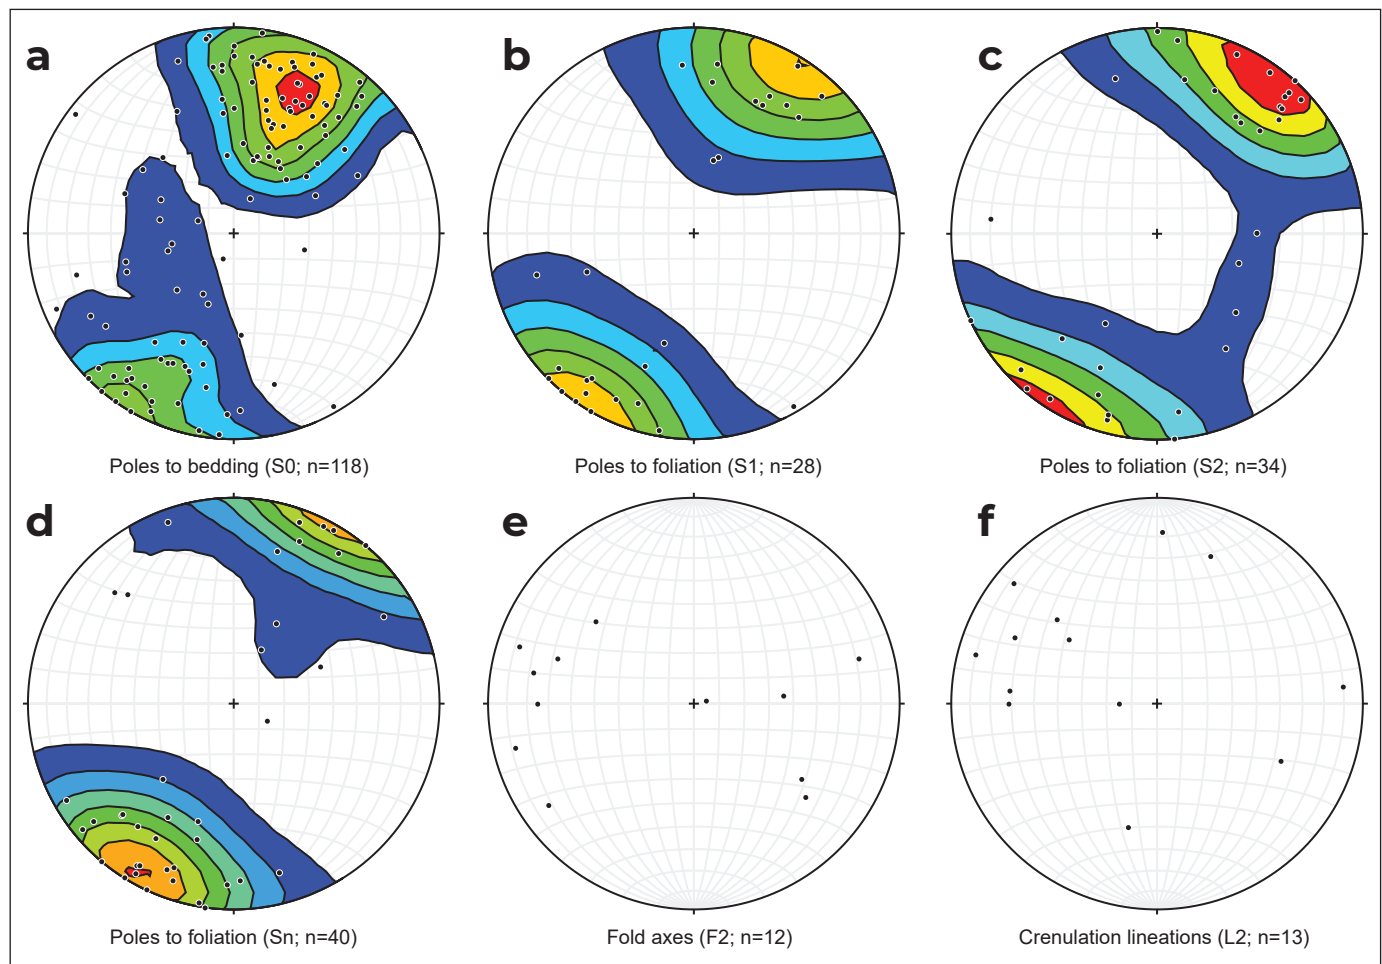 a
b
c
Poles to bedding (S0; n=118)
Poles to foliation (S1; n=28)
Poles to foliation (S2; n=34)
d
e
f
Poles to foliation (Sn; n=40)
Fold axes (F2; n=12)
Crenulation lineations (L2; n=13)